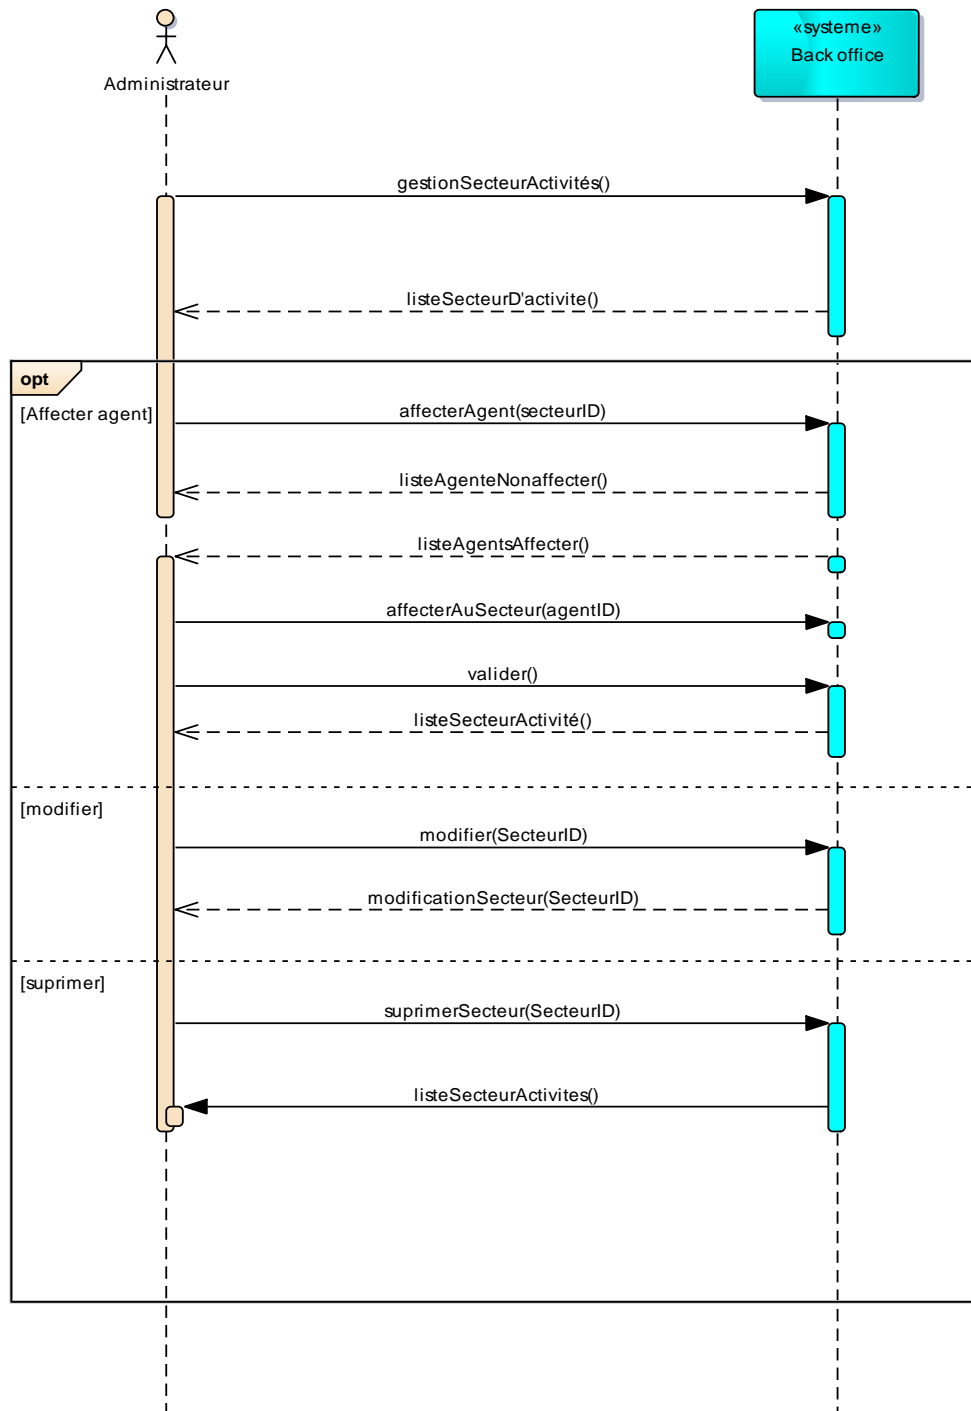 «systeme»
Back office
Administrateur
gestionSecteurActivités()
listeSecteurD'activite()
opt
[Affecter agent]
affecterAgent(secteurID)
listeAgenteNonaffecter()
listeAgentsAffecter()
affecterAuSecteur(agentID)
valider()
listeSecteurActivité()
[modifier]
modifier(SecteurID)
modificationSecteur(SecteurID)
[suprimer]
suprimerSecteur(SecteurID)
listeSecteurActivites()